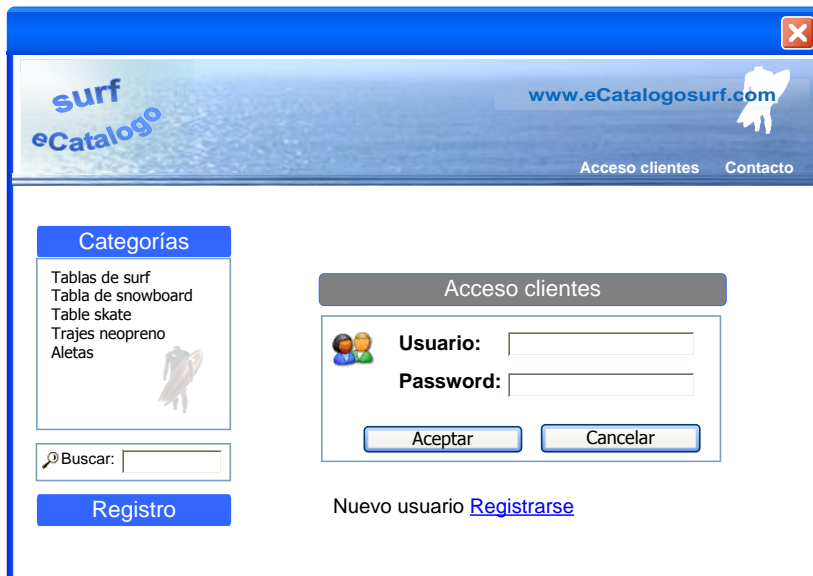 surf
eCatalogo
www.eCatalogosurf.com
Acceso clientes Contacto
Categorías
Tablas de surf
Tabla de snowboard
Table skate
Trajes neopreno
Aletas
Buscar:
Registro
Acceso clientes
Usuario:
Password:
Aceptar Cancelar
Nuevo usuario Registrarse